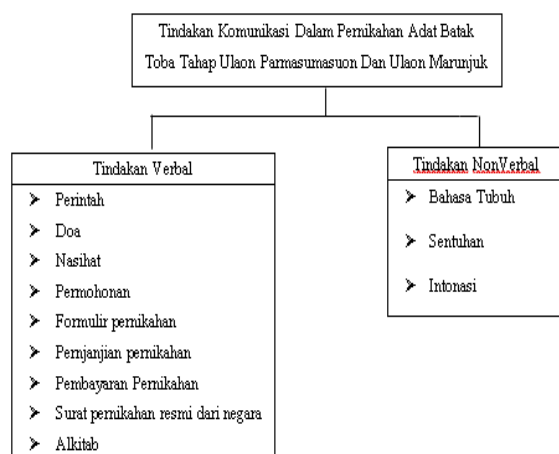 Tindakan Komunikasi Dalam Pernikahan Adat Batak
Toba Tahap Ulaon Parmasumasuon Dan Ulaon Marunjuk
Tindakan Verbal
Perintah
Doa
Nasihat
Permohonan
Formulir pernikahan
Pernjanjian pernikahan
Pembayaran Pernikahan
Surat pernikahan resmi dari negara
Alkitab
Tindakan NonVerbal
Bahasa Tubuh
Sentuhan
Intonasi